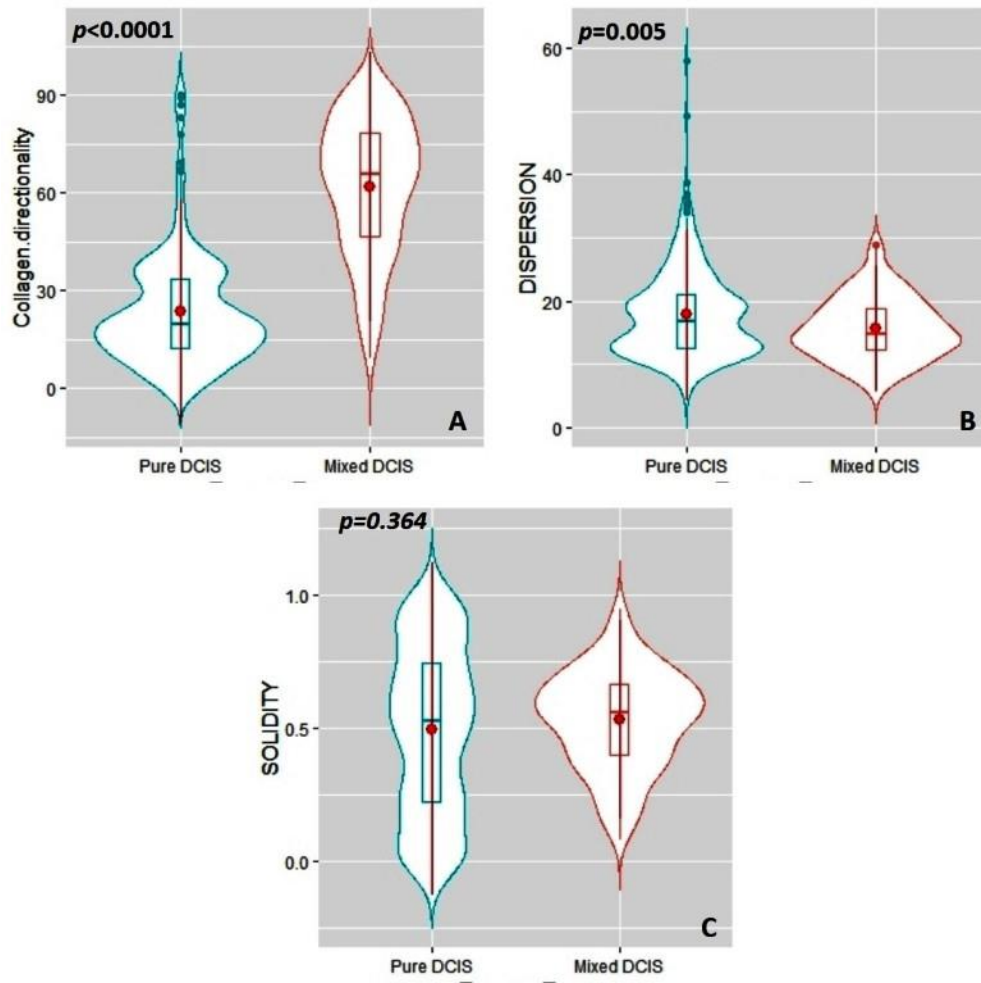 p<0.0001
Collagen.directionality
90
60
30
0
A
Pure DCIS Mixed DCIS
p=0.005
DISPERSION
60
40
20
0
B
Pure DCIS Mixed DCIS
p=0.364
SOLIDITY
1.0
0.5
0.0
C
Pure DCIS Mixed DCIS